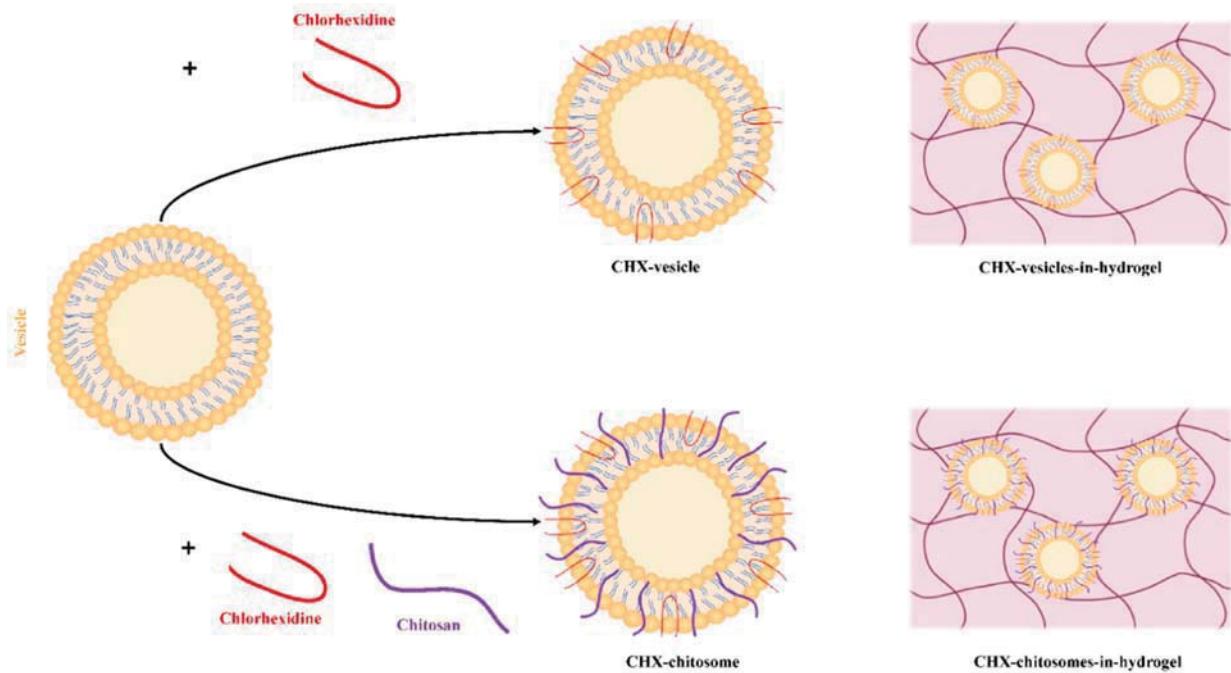 Chlorhexidine
+
CHX-vesicle
CHX-vesicles-in-hydrogel
Vesicle
+
Chlorhexidine
Chitosan
CHX-chitosome
CHX-chitosomes-in-hydrogel